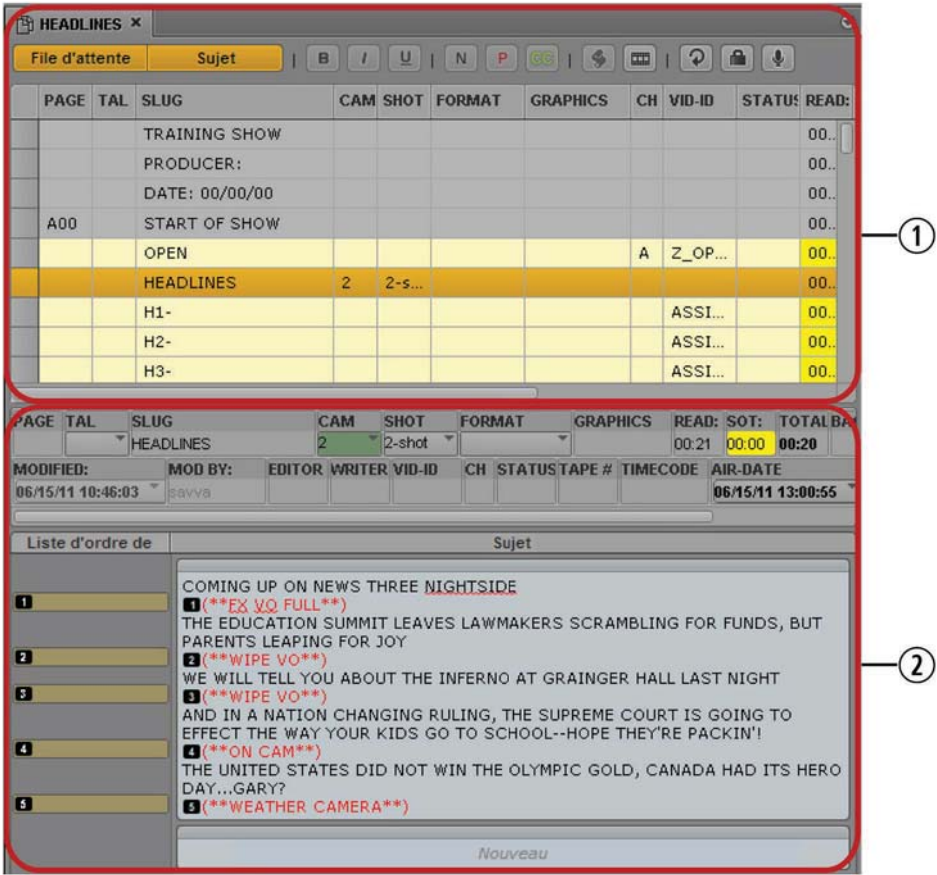 HEADLINES ×
File d'attente Sujet | B I U | N P CC | |
PAGE TAL SLUG CAM SHOT FORMAT GRAPHICS CH VID-ID STATUS READ:
TRAINING SHOW 00..
PRODUCER: 00..
DATE: 00/00/00 00..
A00 START OF SHOW 00..
OPEN A Z_OP... 00..
HEADLINES 2 2-s... 00..
H1- ASSI... 00..
H2- ASSI... 00..
H3- ASSI... 00..
1
PAGE TAL SLUG CAM SHOT FORMAT GRAPHICS READ: SOT: TOTAL BA
HEADLINES 2 2-shot 00:21 00:00 00:20
MODIFIED: MOD BY: EDITOR WRITER VID-ID CH STATUS TAPE # TIMECODE AIR-DATE
06/15/11 10:46:03 savva 06/15/11 13:00:55
Liste d'ordre de Sujet
COMING UP ON NEWS THREE NIGHTSIDE
1 1(**FX VO FULL**)
THE EDUCATION SUMMIT LEAVES LAWMAKERS SCRAMBLING FOR FUNDS, BUT
PARENTS LEAPING FOR JOY
2 2(**WIPE VO**)
WE WILL TELL YOU ABOUT THE INFERNO AT GRAINGER HALL LAST NIGHT
3 3(**WIPE VO**)
AND IN A NATION CHANGING RULING, THE SUPREME COURT IS GOING TO
EFFECT THE WAY YOUR KIDS GO TO SCHOOL--HOPE THEY'RE PACKIN'!
4 4(**ON CAM**)
THE UNITED STATES DID NOT WIN THE OLYMPIC GOLD, CANADA HAD ITS HERO
DAY...GARY?
5 5(**WEATHER CAMERA**)
2
Nouveau